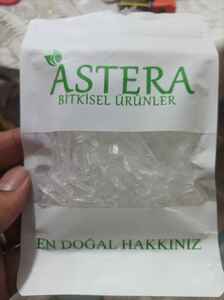 ASTERA
BİTKİSEL ÜRÜNLER
EN DOĞAL HAKKINIZ